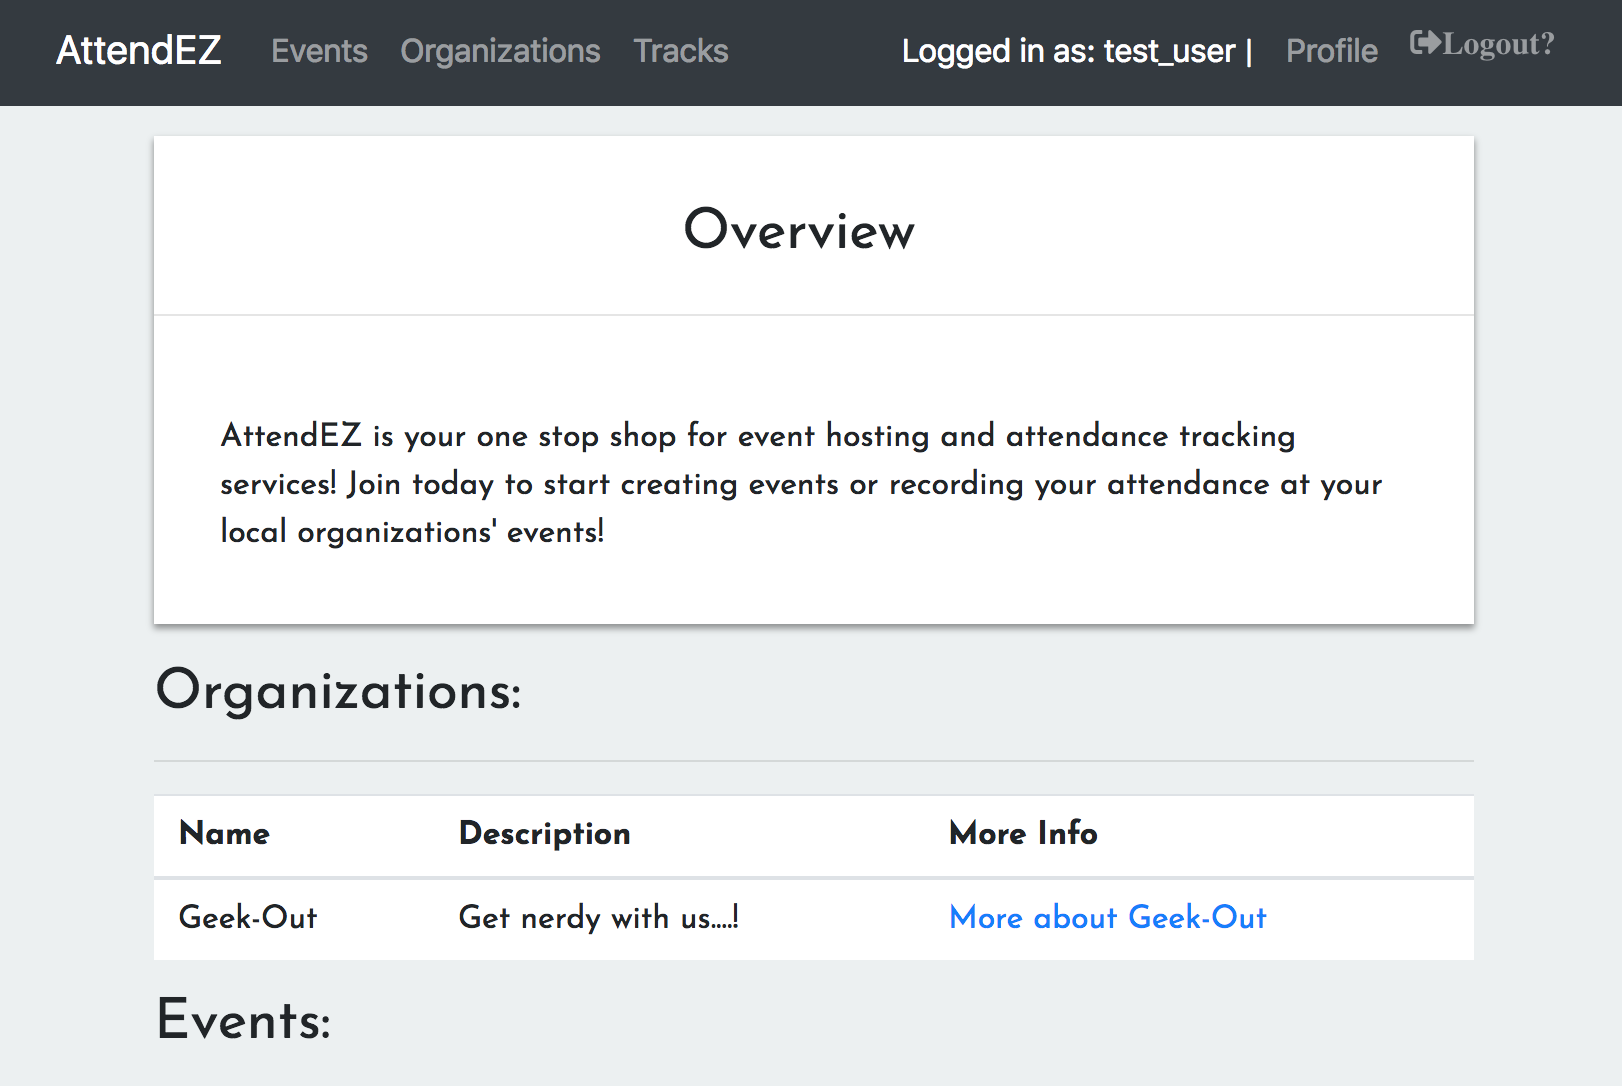 AttendEZ Events Organizations Tracks Logged in as: test_user | Profile Logout?
Overview
AttendEZ is your one stop shop for event hosting and attendance tracking
services! Join today to start creating events or recording your attendance at your
local organizations' events!
Organizations:
Name Description More Info
Geek-Out Get nerdy with us....! More about Geek-Out
Events: